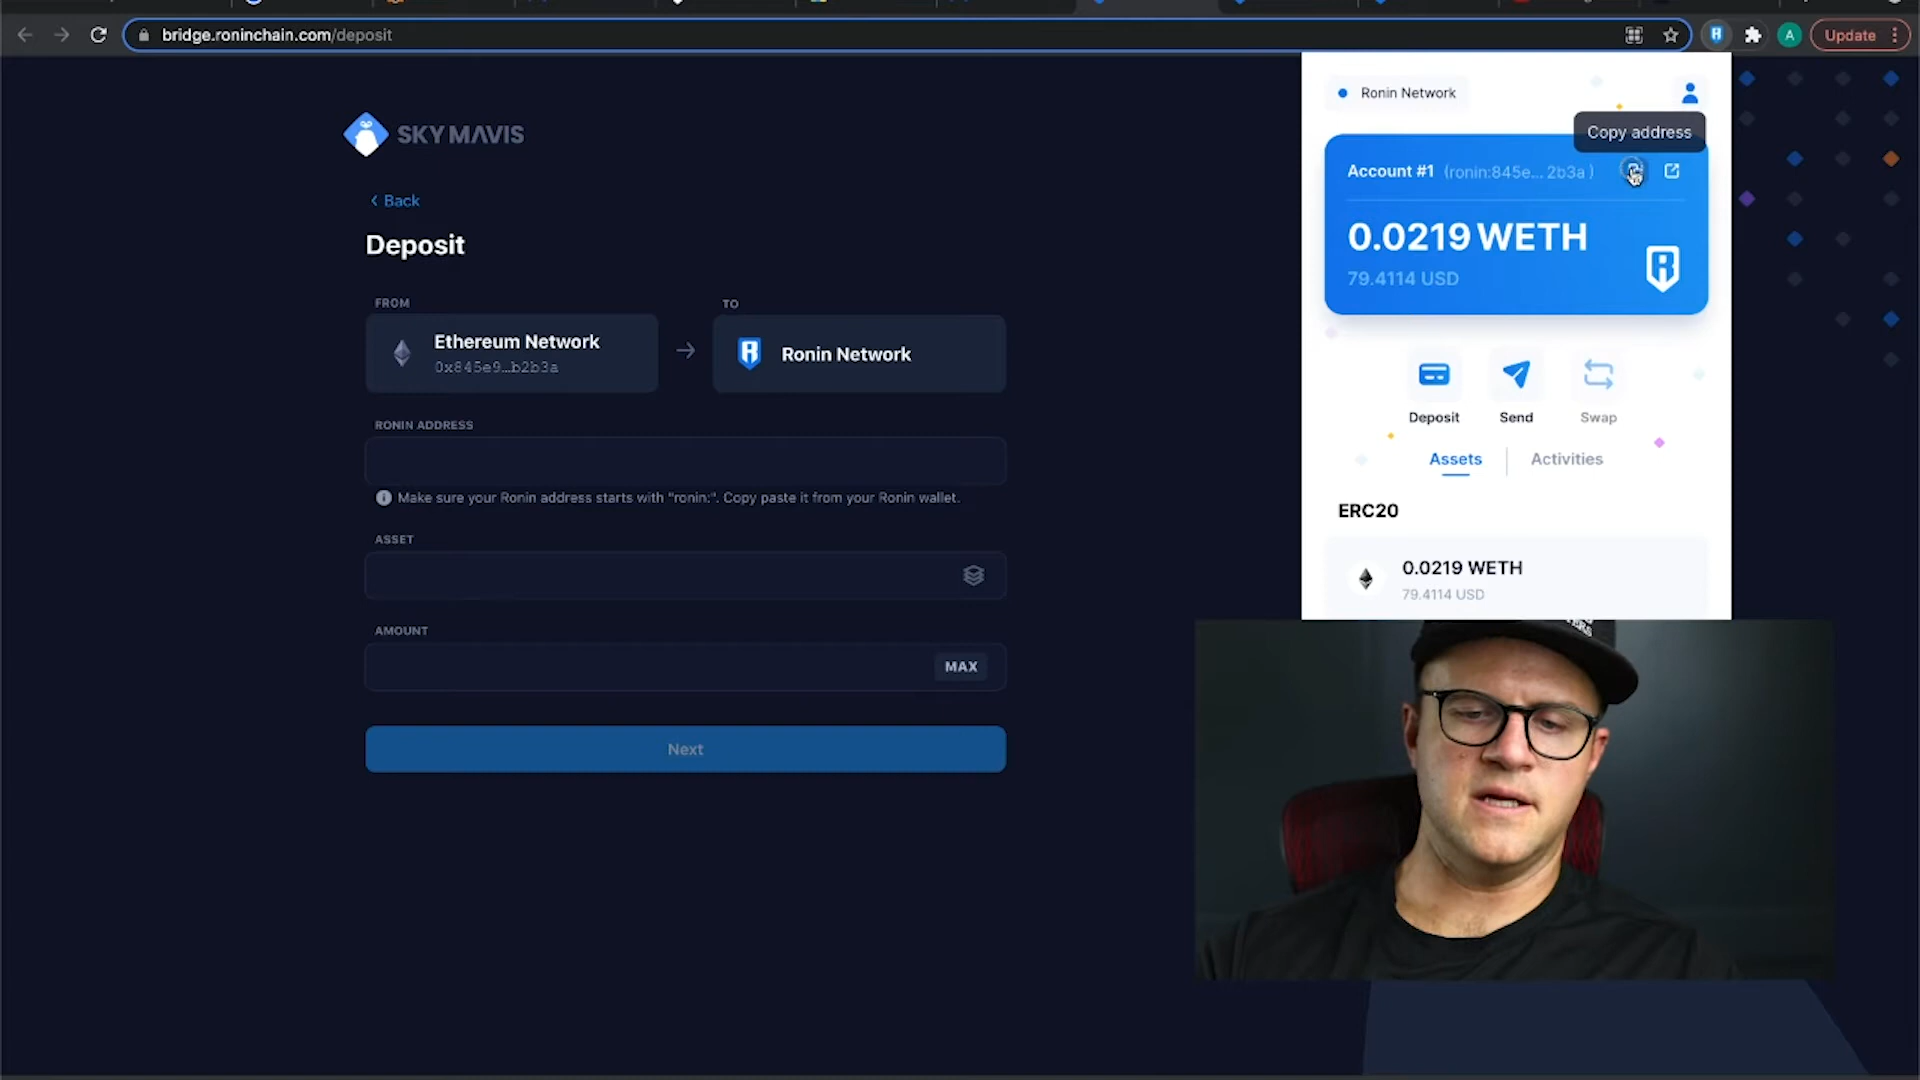 bridge.roninchain.com/deposit
A
Update
Ronin Network
Copy address
SKY MAVIS
Account #1 (ronin:845e... 2b3a )
Back
0.0219 WETH
Deposit
79.4114 USD
FROM
TO
Ethereum Network
0x845e9...b2b3a
Ronin Network
Deposit
Send
Swap
RONIN ADDRESS
Assets
Activities
Make sure your Ronin address starts with "ronin:". Copy paste it from your Ronin wallet.
ERC20
ASSET
0.0219 WETH
79.4114 USD
AMOUNT
MAX
Next